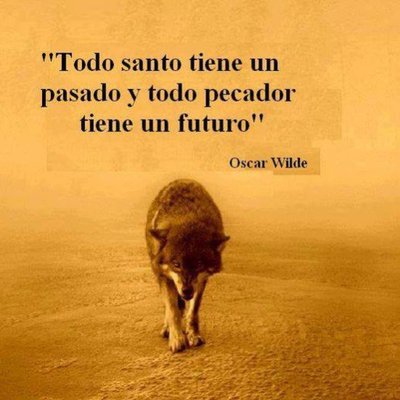 "Todo santo tiene un
pasado y todo pecador
tiene un futuro"
Oscar Wilde